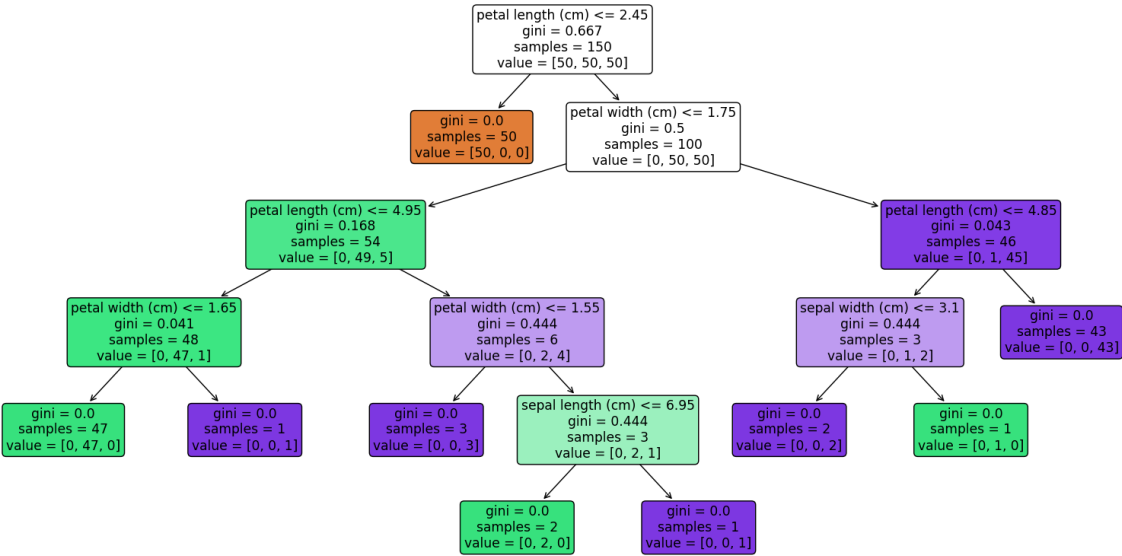 petal length (cm) <= 2.45
gini = 0.667
samples = 150
value = [50, 50, 50]
gini = 0.0
samples = 50
value = [50, 0, 0]
petal width (cm) <= 1.75
gini = 0.5
samples = 100
value = [0, 50, 50]
petal length (cm) <= 4.95
gini = 0.168
samples = 54
value = [0, 49, 5]
petal length (cm) <= 4.85
gini = 0.043
samples = 46
value = [0, 1, 45]
petal width (cm) <= 1.65
gini = 0.041
samples = 48
value = [0, 47, 1]
petal width (cm) <= 1.55
gini = 0.444
samples = 6
value = [0, 2, 4]
sepal width (cm) <= 3.1
gini = 0.444
samples = 3
value = [0, 1, 2]
gini = 0.0
samples = 43
value = [0, 0, 43]
gini = 0.0
samples = 47
value = [0, 47, 0]
gini = 0.0
samples = 1
value = [0, 0, 1]
gini = 0.0
samples = 3
value = [0, 0, 3]
sepal length (cm) <= 6.95
gini = 0.444
samples = 3
value = [0, 2, 1]
gini = 0.0
samples = 2
value = [0, 0, 2]
gini = 0.0
samples = 1
value = [0, 1, 0]
gini = 0.0
samples = 2
value = [0, 2, 0]
gini = 0.0
samples = 1
value = [0, 0, 1]